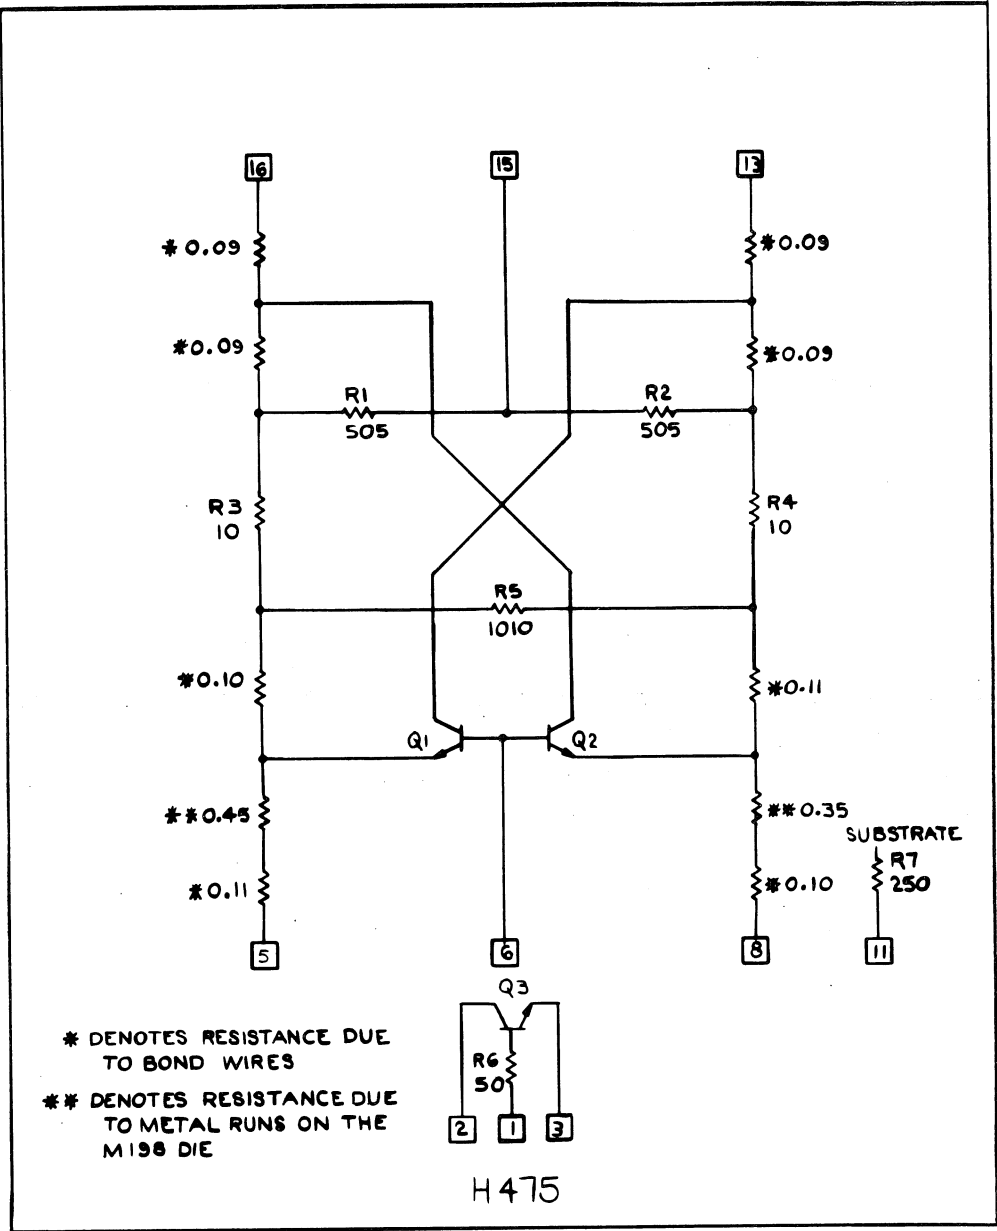 16 15 13
*0.09 *0.09
*0.09 *0.09
R1 R2
505 505
R3 R4
10 10
R5
1010
*0.10 *0.11
Q1 Q2
**0.45 **0.35
SUBSTRATE
R7
*0.11 *0.10 250
5 6 8 11
Q3
* DENOTES RESISTANCE DUE
TO BOND WIRES
R6
50
** DENOTES RESISTANCE DUE
TO METAL RUNS ON THE
M198 DIE
2 1 3
H475